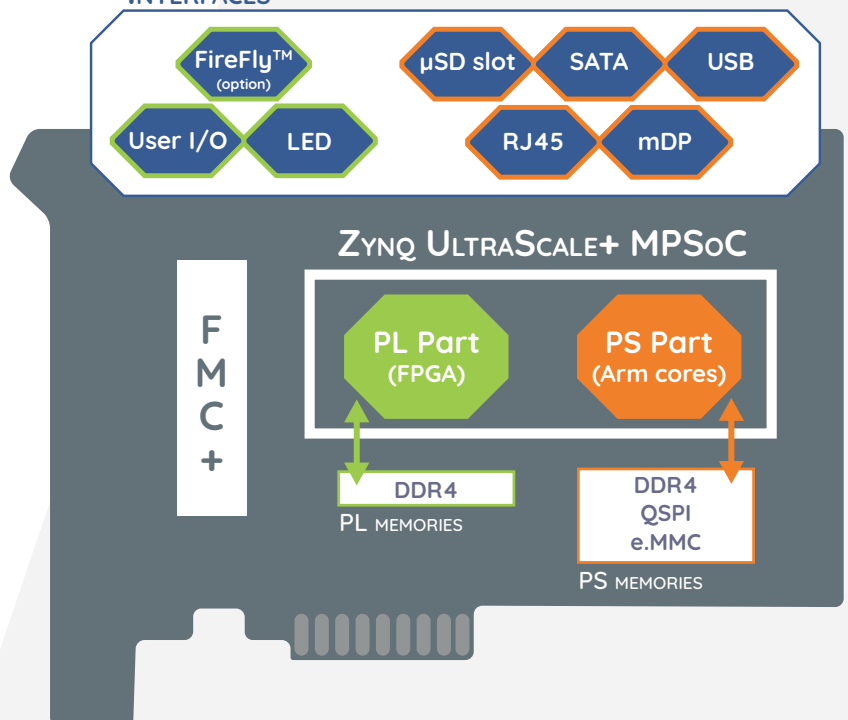 INTERFACES
FireFly™
(option)
µSD slot
SATA
USB
User I/O
LED
RJ45
mDP
ZYNQ ULTRASCALE+ MPSOC
F
M
C
+
PL Part
(FPGA)
PS Part
(Arm cores)
DDR4
PL MEMORIES
DDR4
QSPI
e.MMC
PS MEMORIES